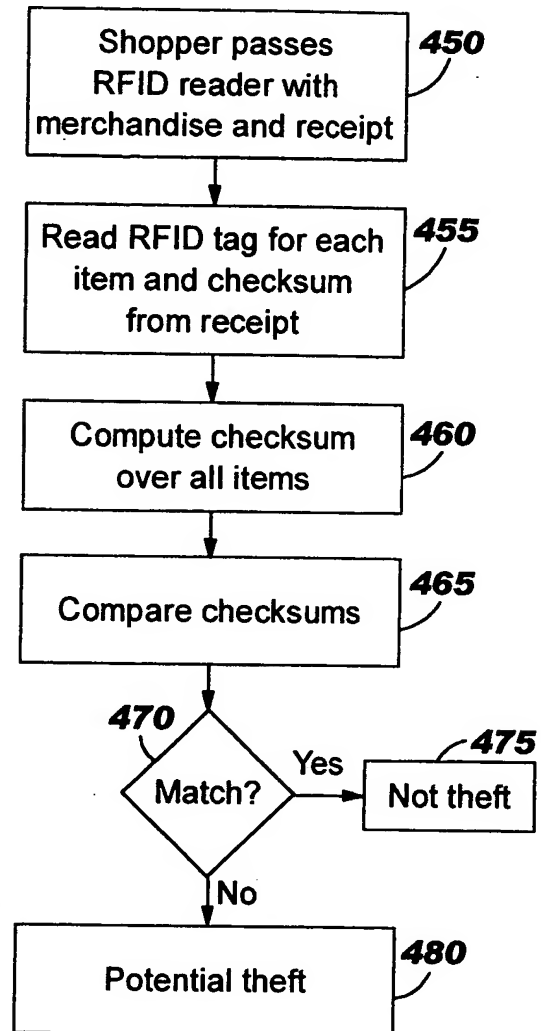 Shopper passes
RFID reader with
merchandise and receipt
450
Read RFID tag for each
item and checksum
from receipt
455
Compute checksum
over all items
460
Compare checksums
465
470
Match?
Yes
475
Not theft
No
Potential theft
480